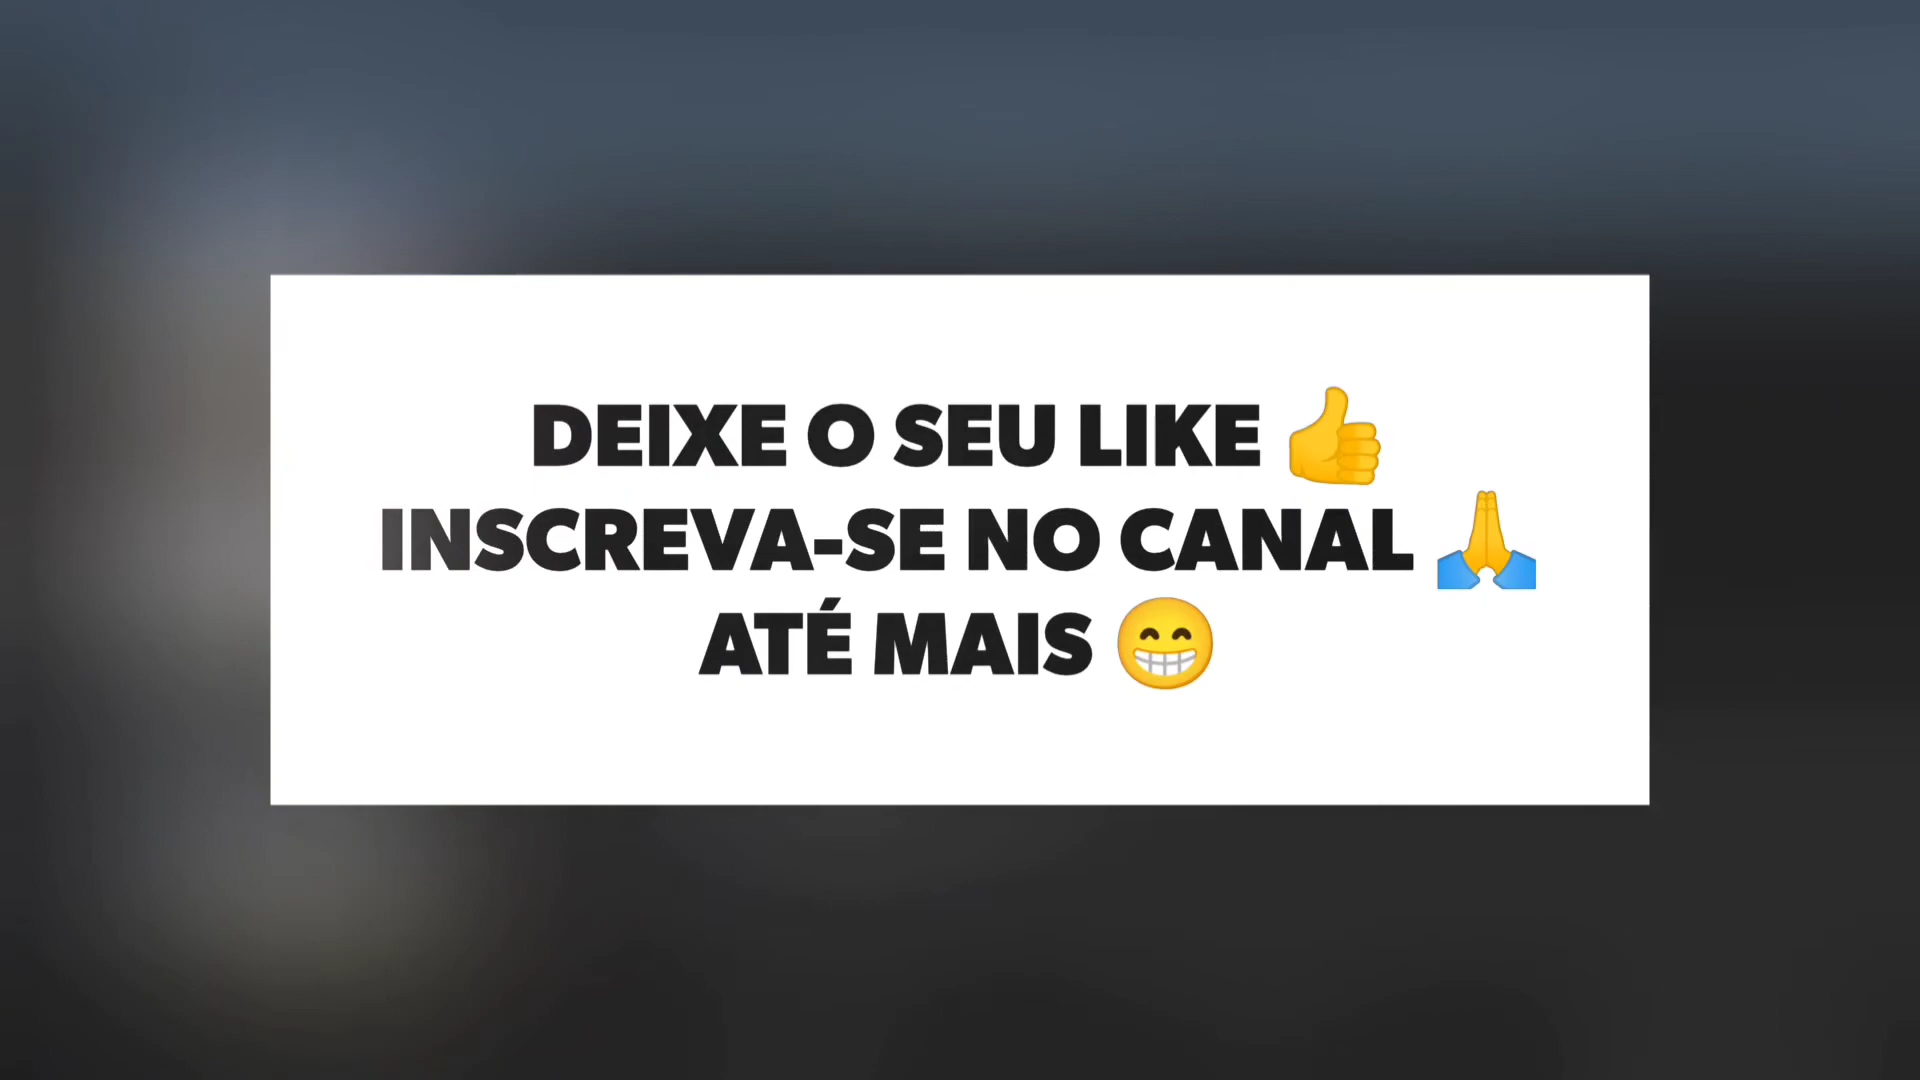 DEIXE O SEU LIKE 👍
INSCREVA-SE NO CANAL 🙏
ATÉ MAIS 😁